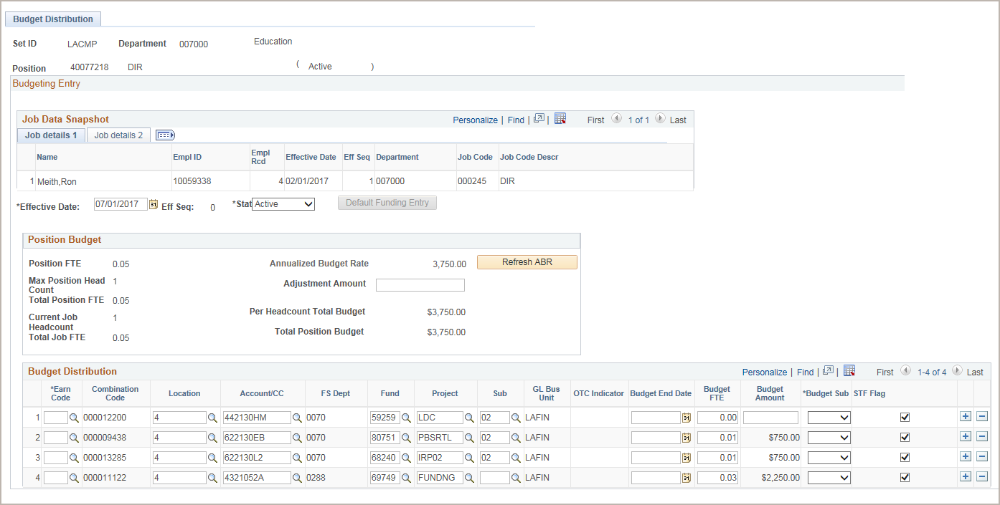 Budget Distribution
Set ID LACMP Department 007000 Education
Position 40077218 DIR ( Active )
Budgeting Entry
Job Data Snapshot Personalize | Find | | First 1 of 1 Last
Job details 1 Job details 2
Name Empl ID Empl Rcd Effective Date Eff Seq Department Job Code Job Code Descr
1 Meith,Ron 10059338 4 02/01/2017 1 007000 000245 DIR
*Effective Date: 07/01/2017 31 Eff Seq: 0 *Stat Active Default Funding Entry
Position Budget
Position FTE 0.05 Annualized Budget Rate 3,750.00 Refresh ABR
Max Position Head Count 1 Adjustment Amount
Total Position FTE 0.05
Per Headcount Total Budget $3,750.00
Current Job Headcount 1
Total Position Budget $3,750.00
Total Job FTE 0.05
Budget Distribution Personalize | Find | | First 1-4 of 4 Last
*Earn Code Combination Code Location Account/CC FS Dept Fund Project Sub GL Bus Unit OTC Indicator Budget End Date Budget FTE Budget Amount *Budget Sub STF Flag
1 000012200 4 442130HM 0070 59259 LDC 02 LAFIN 31 0.00
2 000009438 4 622130EB 0070 80751 PBSRTL 02 LAFIN 31 0.01 $750.00
3 000013285 4 622130L2 0070 68240 IRP02 02 LAFIN 31 0.01 $750.00
4 000011122 4 4321052A 0288 69749 FUNDNG LAFIN 31 0.03 $2,250.00